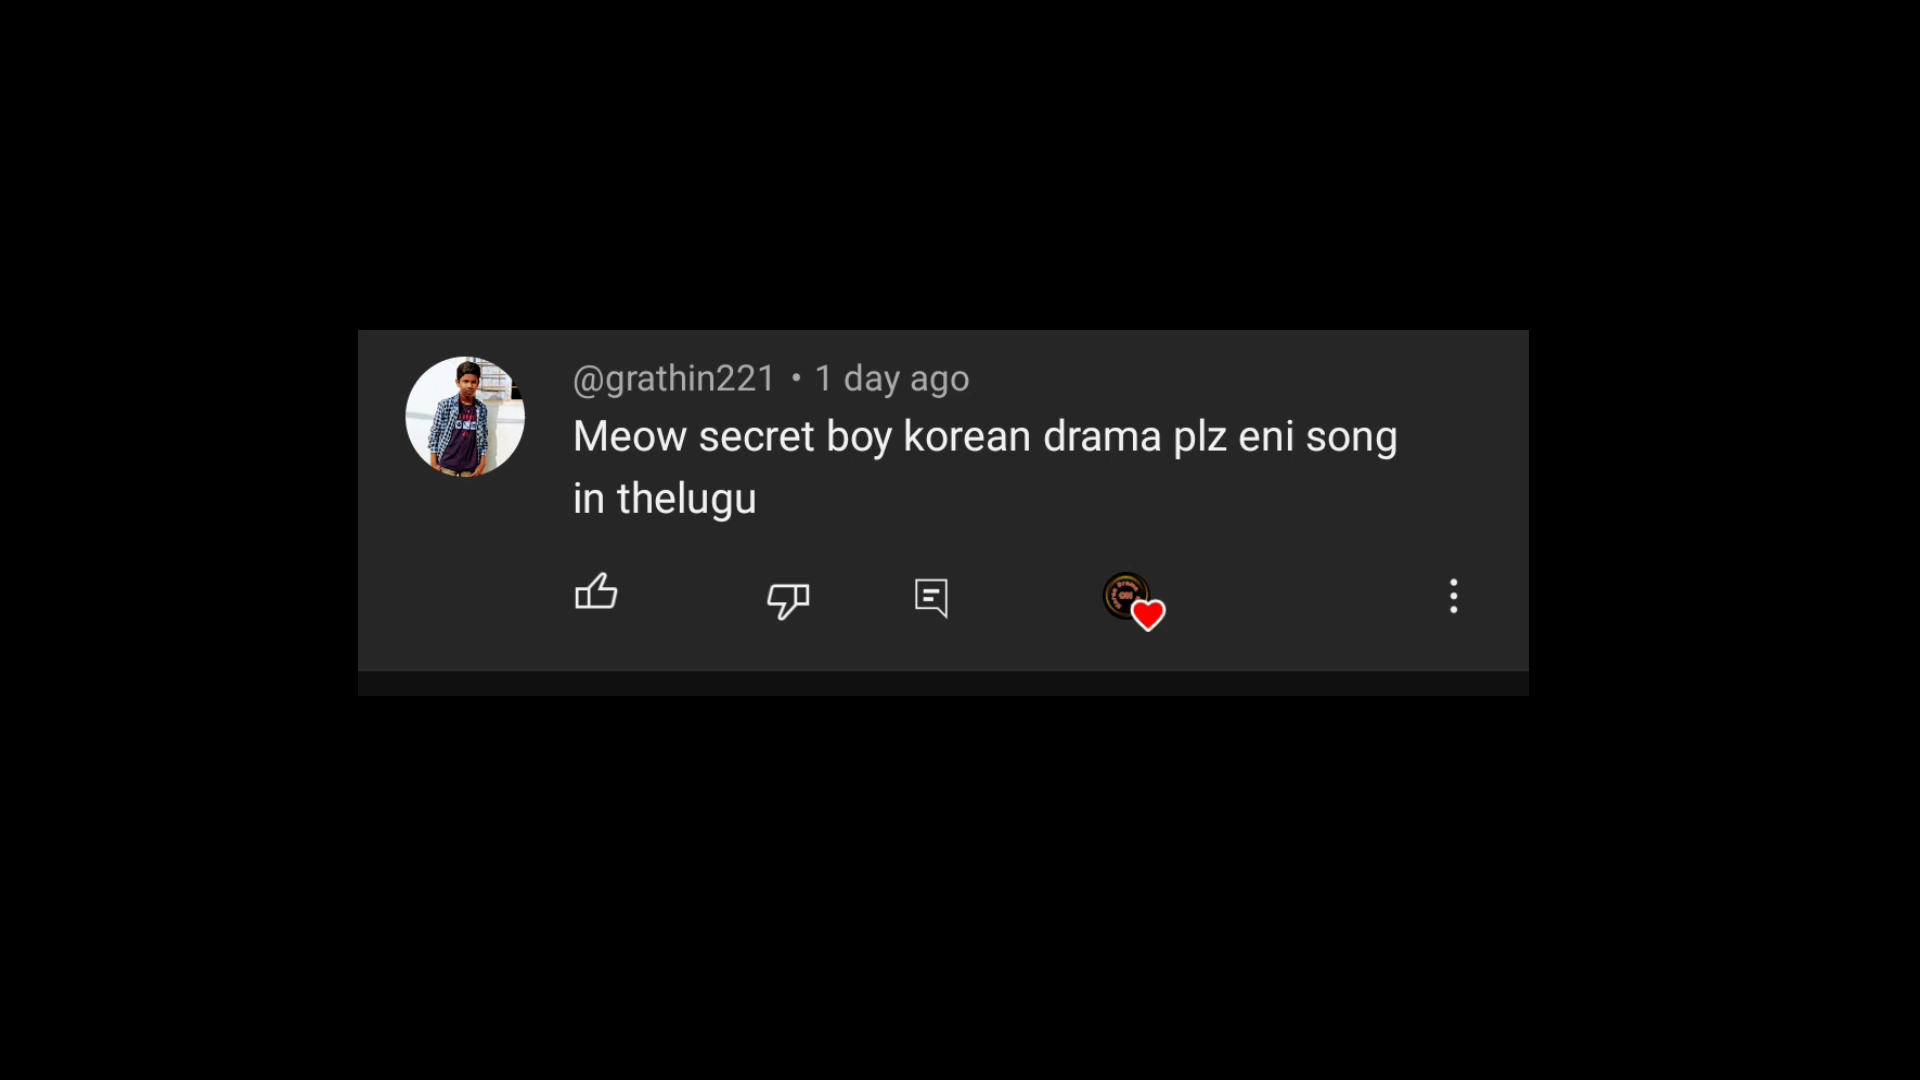 @grathin221 • 1 day ago
Meow secret boy korean drama plz eni song
in thelugu